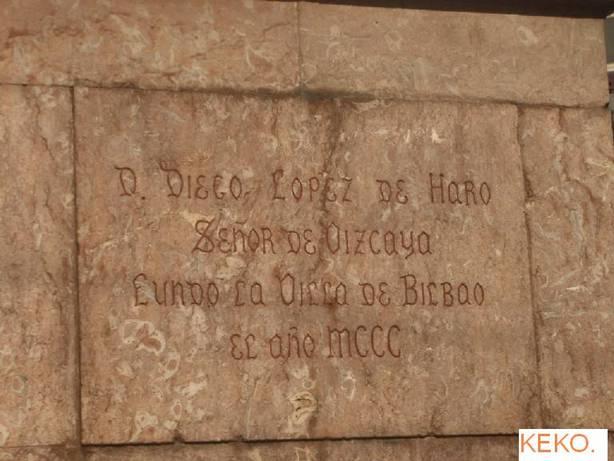 D. DIEGO LOPEZ DE HARO
SEÑOR DE VIZCAYA
FUNDO LA VILLA DE BILBAO
EL AÑO MCCC
KEKO.